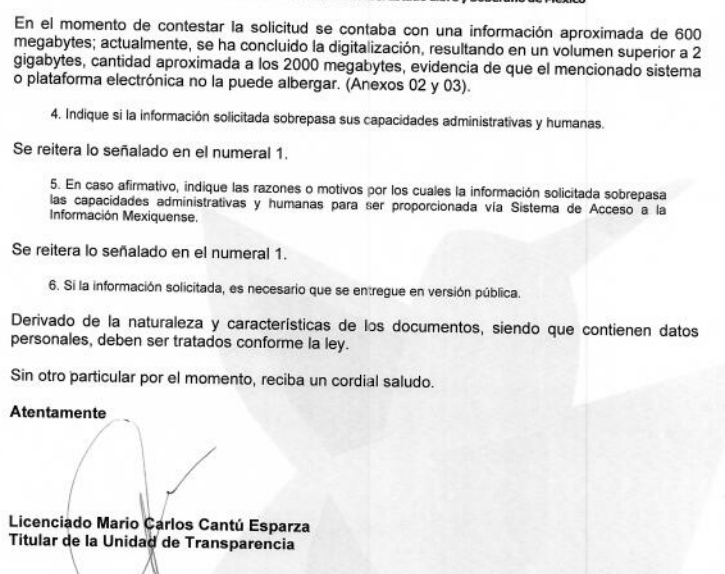 En el momento de contestar la solicitud se contaba con una información aproximada de 600
megabytes; actualmente, se ha concluido la digitalización, resultando en un volumen superior a 2
gigabytes, cantidad aproximada a los 2000 megabytes, evidencia de que el mencionado sistema
o plataforma electrónica no la puede albergar. (Anexos 02 y 03).
4. Indique si la información solicitada sobrepasa sus capacidades administrativas y humanas.
Se reitera lo señalado en el numeral 1.
5. En caso afirmativo, indique las razones o motivos por los cuales la información solicitada sobrepasa
las capacidades administrativas y humanas para ser proporcionada vía Sistema de Acceso a la
Información Mexiquense.
Se reitera lo señalado en el numeral 1.
6. Si la información solicitada, es necesario que se entregue en versión pública.
Derivado de la naturaleza y características de los documentos, siendo que contienen datos
personales, deben ser tratados conforme la ley.
Sin otro particular por el momento, reciba un cordial saludo.
Atentamente
Licenciado Mario Carlos Cantú Esparza
Titular de la Unidad de Transparencia